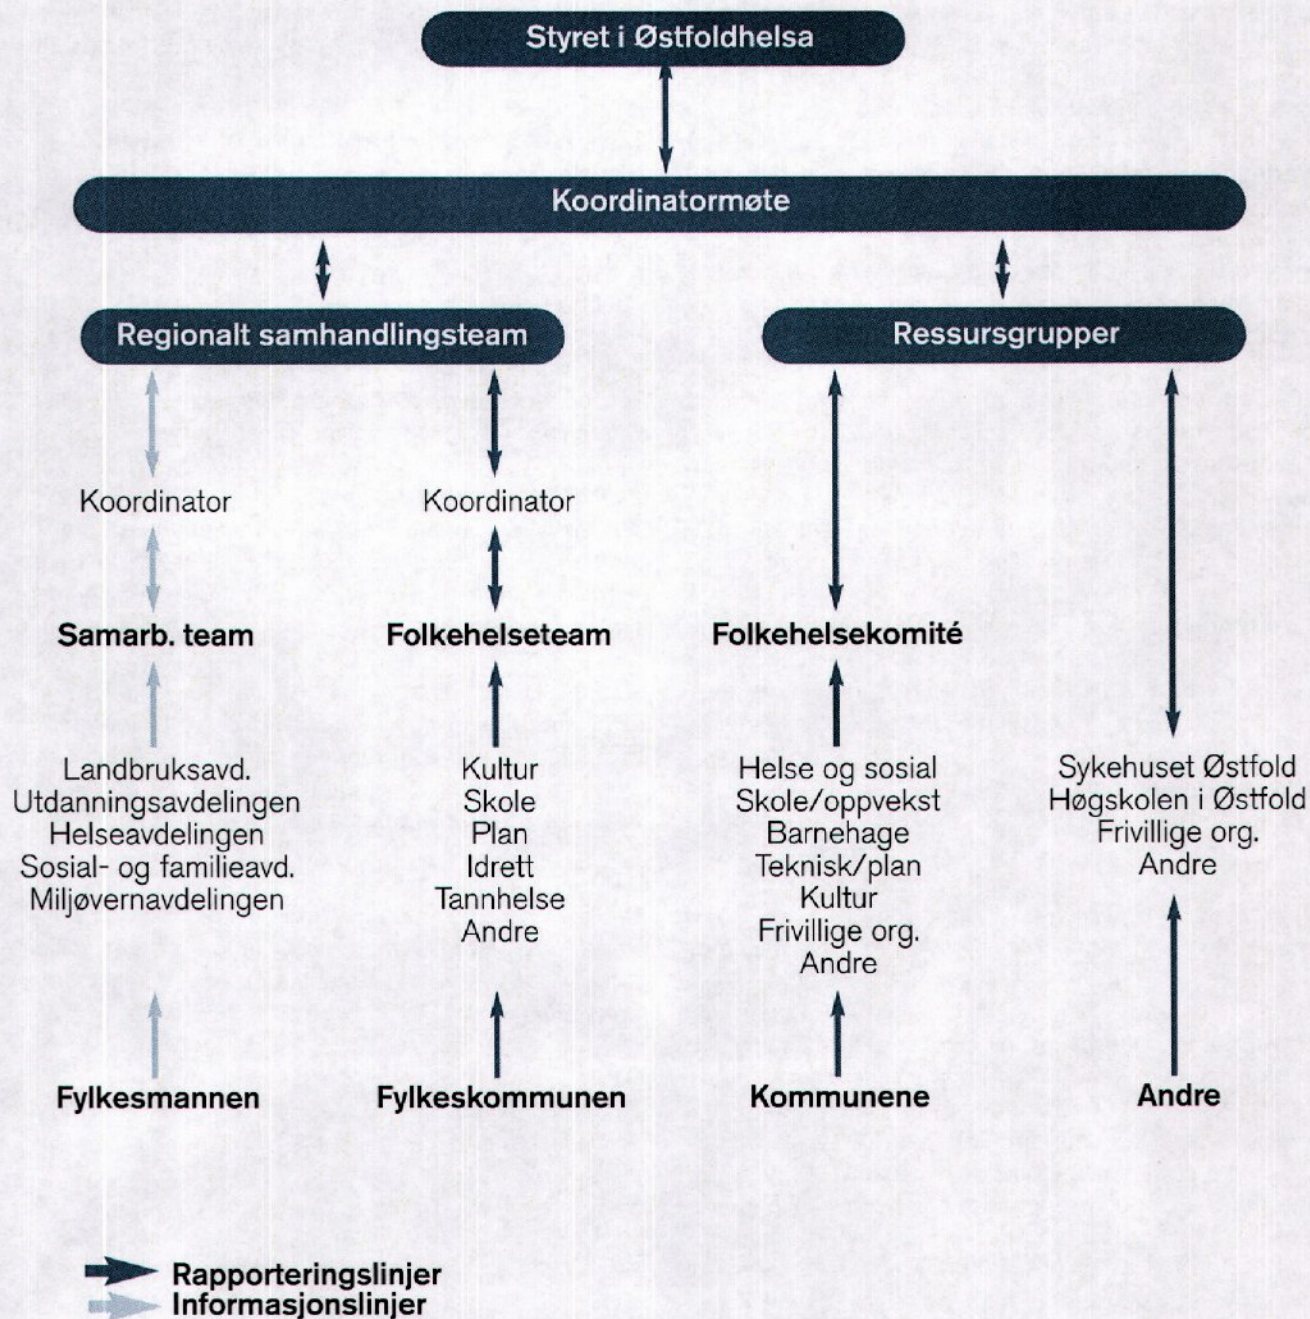 Styret i Østfoldhelsa
Koordinatormøte
Regionalt samhandlingsteam
Ressursgrupper
Koordinator
Koordinator
Samarb. team
Folkehelseteam
Folkehelsekomité
Landbruksavd.
Utdanningsavdelingen
Helseavdelingen
Sosial- og familieavd.
Miljøvernavdelingen
Kultur
Skole
Plan
Idrett
Tannhelse
Andre
Helse og sosial
Skole/oppvekst
Barnehage
Teknisk/plan
Kultur
Frivillige org.
Andre
Sykehuset Østfold
Høgskolen i Østfold
Frivillige org.
Andre
Fylkesmannen
Fylkeskommunen
Kommunene
Andre
Rapporteringslinjer
Informasjonslinjer